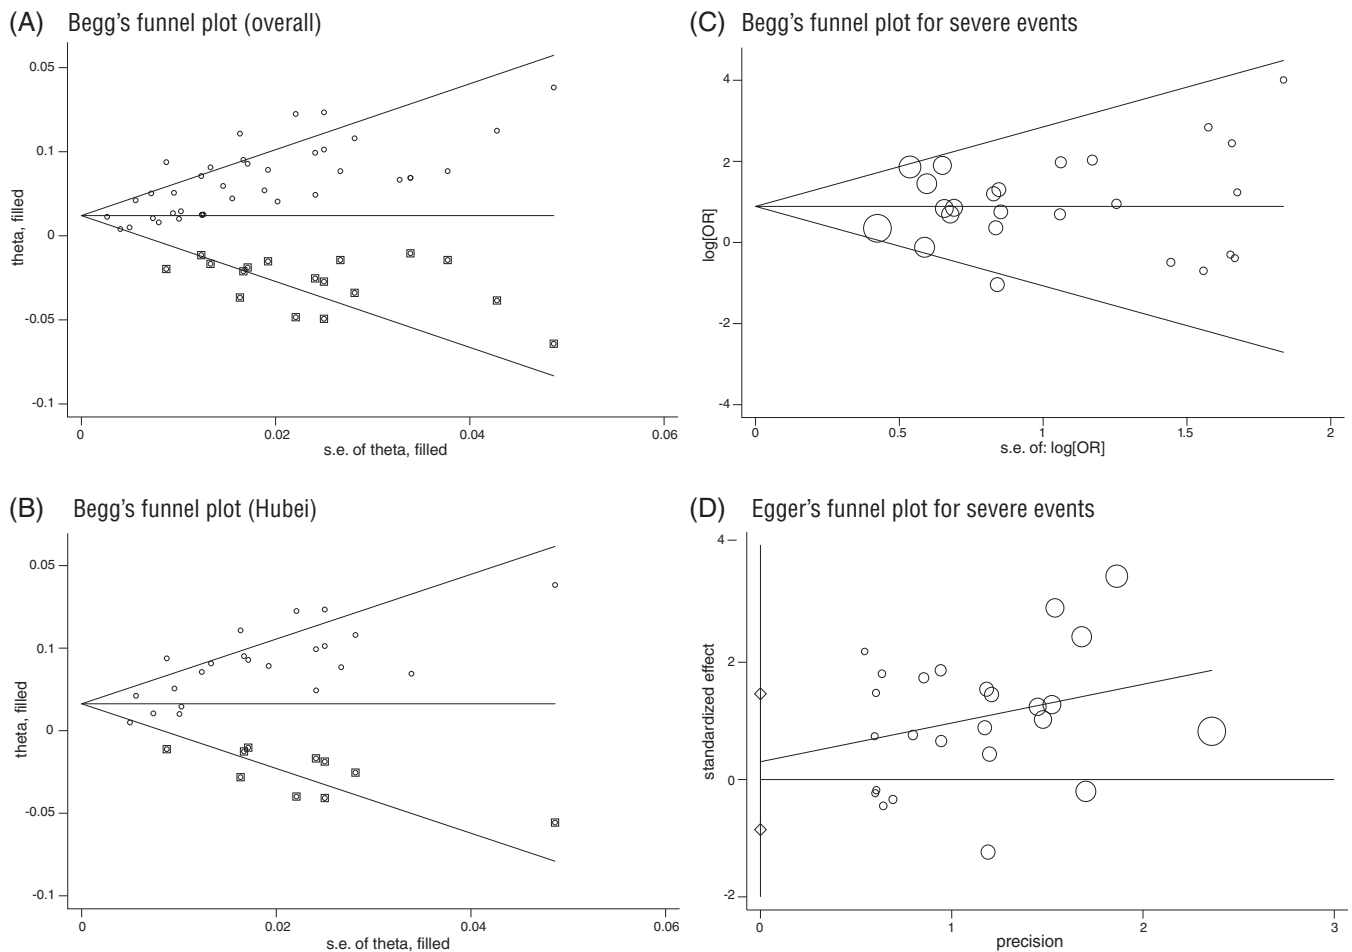 (A) Begg's funnel plot (overall)
0.05
0.1
0
-0.05
-0.1
theta, filled
0 0.02 0.04 0.06
s.e. of theta, filled
(C) Begg's funnel plot for severe events
4
2
0
-2
-4
log[OR]
0 0.5 1 1.5 2
s.e. of: log[OR]
(B) Begg's funnel plot (Hubei)
0.05
0.1
0
-0.05
-0.1
theta, filled
0 0.02 0.04 0.06
s.e. of theta, filled
(D) Egger's funnel plot for severe events
4
2
0
-2
standardized effect
0 1 2 3
precision